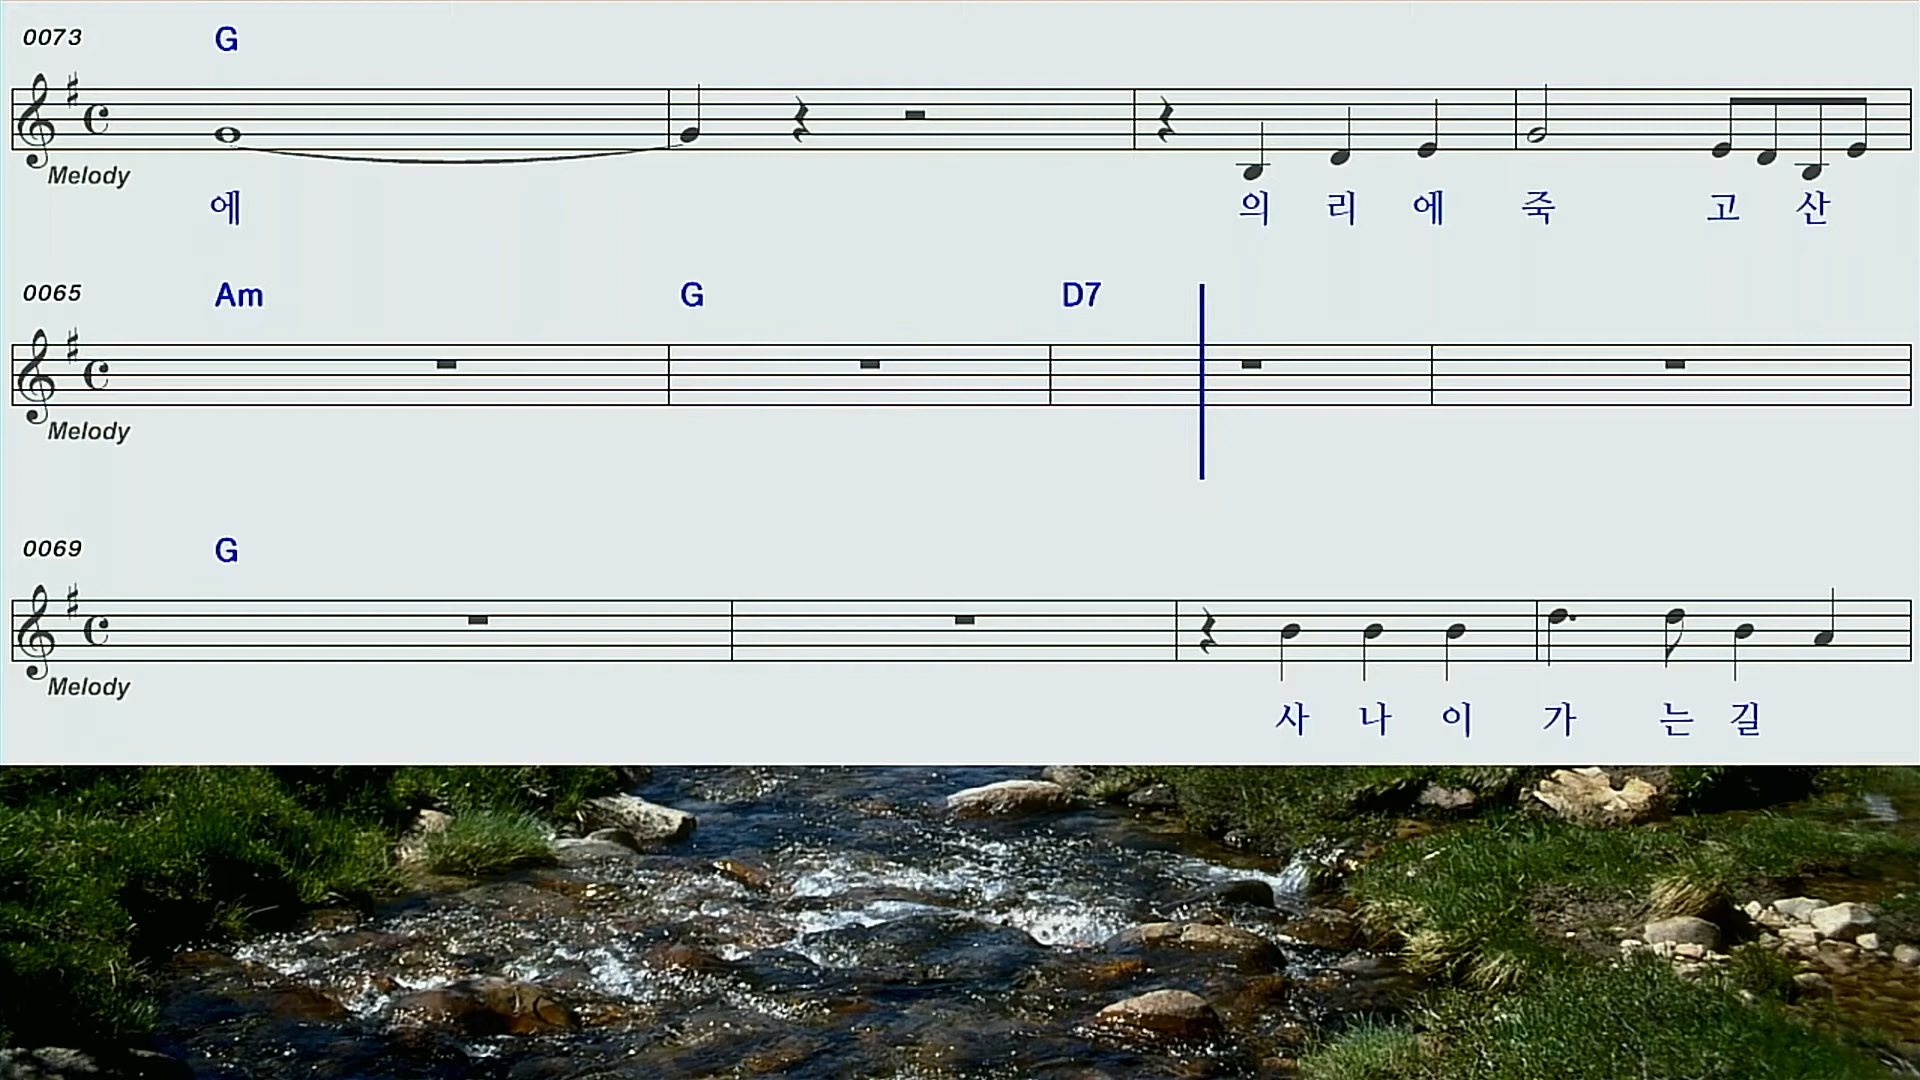 0073 G
Melody
에 의 리 에 죽 고 산
0065 Am G D7
Melody
0069 G
Melody
사 나 이 가 는 길